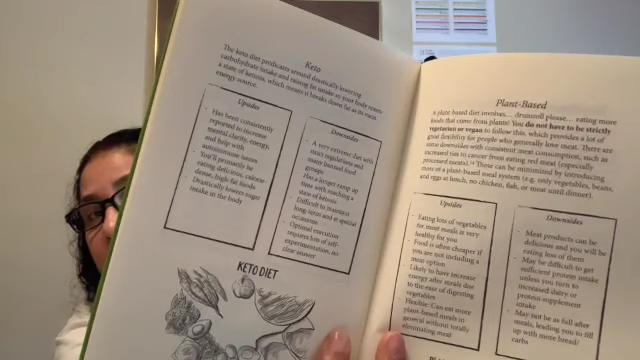 Keto
The keto diet predicates around drastically lowering
carbohydrate intake and raising fat intake so your body enters
a state of ketosis, which means it breaks down fat as its main
energy source.
Upsides
- Has been consistently
reported to increase
mental clarity, energy,
and help with
autoimmune issues
- You'll promptly be
eating delicious, calorie
dense, high-fat foods
- Drastically lowers sugar
intake in the body
Downsides
- A very extreme diet with
strict regulations and
many banned food
groups
- Has a longer ramp up
time with reaching a
state of ketosis
- Difficult to maintain
long-term and in special
occasions
- Optimal execution
requires lots of self-
experimentation, no
clear answer
KETO DIET
Plant-Based
A plant-based diet involves... drumroll please... eating more
foods that come from plants! You do not have to be strictly
vegetarian or vegan to follow this, which provides a lot of
great flexibility for people who generally love meat. There are
some downsides with consistent meat consumption, such as
increased ties to cancer from eating red meat (especially
processed meats). These can be minimized by introducing
more of a plant-based meal system (e.g. only vegetables, beans,
and eggs at lunch, no chicken, fish, or meat until dinner).
Upsides
- Eating lots of vegetables
for most meals is very
healthy for you
- Food is often cheaper if
you are not including a
meat option
- Likely to have increase
energy after meals due
to the ease of digesting
vegetables
- Flexible: Can eat more
plant-based meals in
general without totally
eliminating meat
Downsides
- Meat products can be
delicious and you will be
eating less of them
- May be difficult to get
sufficient protein intake
unless you turn to
increased dairy or
protein supplement
intake
- May not be as full after
meals, leading you to fill
up with more bread/
carbs